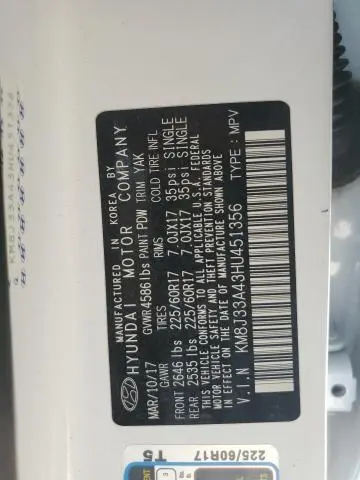 MANUFACTURED IN KOREA BY
HYUNDAI MOTOR COMPANY
MAR/10/17 GVWR 4586 lbs PAINT PDW TRIM YAK
GAWR TIRES RIMS COLD TIRE INFL
FRONT 2646 lbs 225/60R17 7.0JX17 35psi SINGLE
REAR 2535 lbs 225/60R17 7.0JX17 35psi SINGLE
THIS VEHICLE CONFORMS TO ALL APPLICABLE U.S.A. FEDERAL
MOTOR VEHICLE SAFETY AND THEFT PREVENTION STANDARDS
IN EFFECT ON THE DATE OF MANUFACTURE SHOWN ABOVE
V.I.N KM8J33A43HU451356 TYPE : MPV
KM8J33A43HU451356
225/60R17
T5